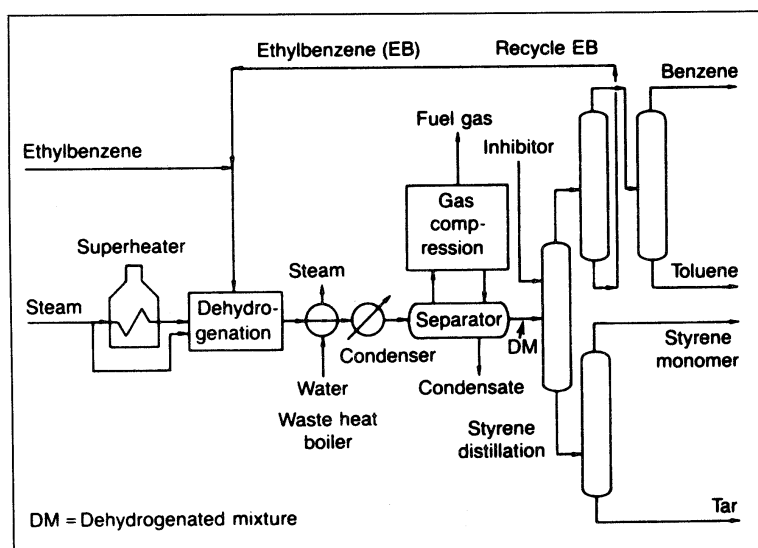 Ethylbenzene (EB)
Recycle EB
Benzene
Fuel gas
Inhibitor
Ethylbenzene
Gas
comp-
ression
Superheater
Steam
Toluene
Steam
Dehydro-
genation
Separator
Styrene
monomer
Condenser
DM
Water
Condensate
Waste heat
boiler
Styrene
distillation
Tar
DM = Dehydrogenated mixture